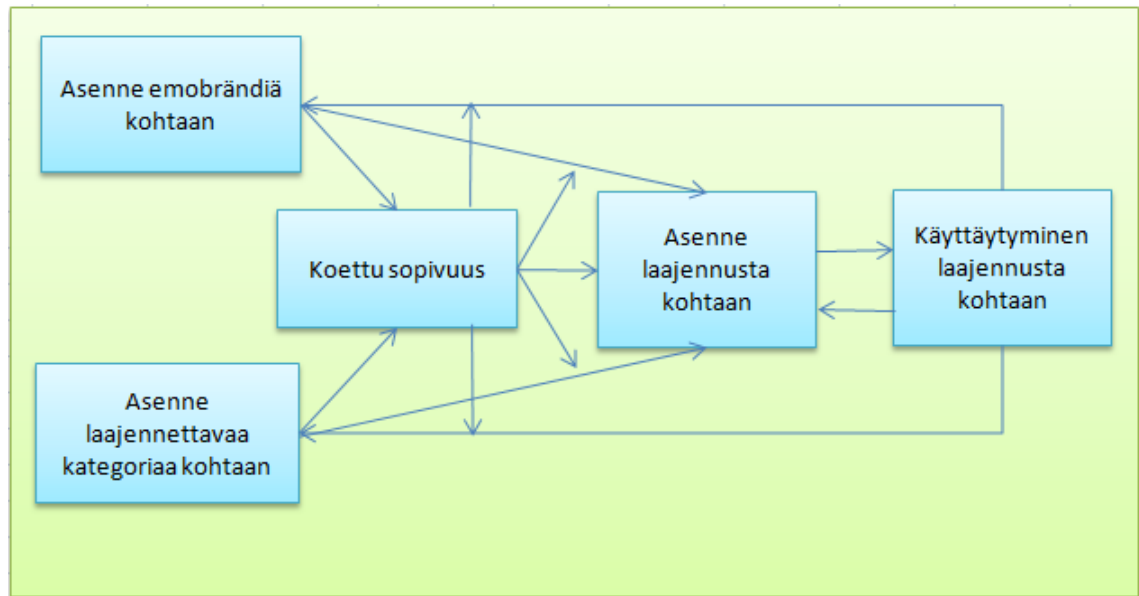 Asenne emobrändiä
kohtaan
Koettu sopivuus
Asenne
laajennusta
kohtaan
Käyttäytyminen
laajennusta
kohtaan
Asenne
laajennettavaa
kategoriaa kohtaan